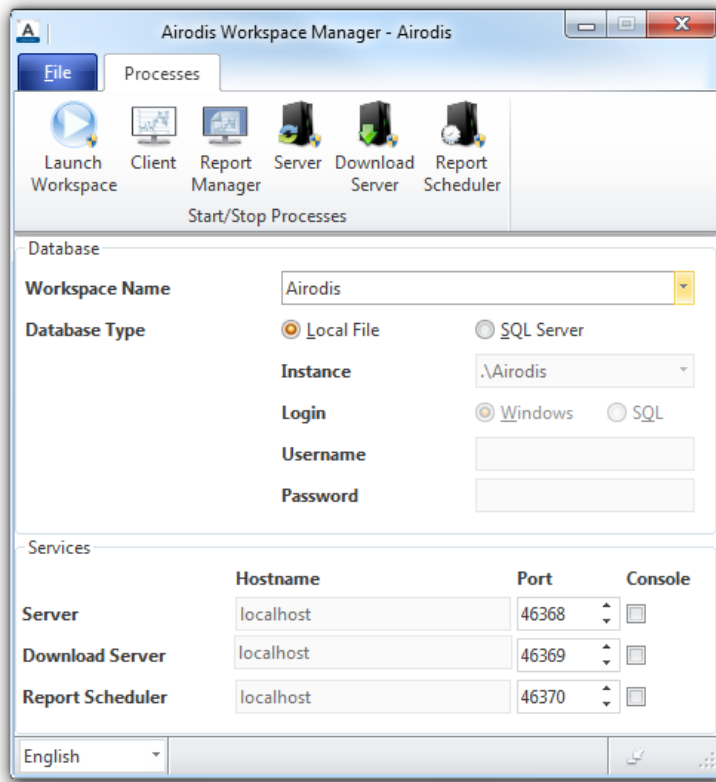 Airodis Workspace Manager - Airodis
File Processes
Launch Workspace Client Report Manager Server Download Server Report Scheduler
Start/Stop Processes
Database
Workspace Name Airodis
Database Type Local File SQL Server
Instance .\Airodis
Login Windows SQL
Username
Password
Services
Hostname Port Console
Server localhost 46368
Download Server localhost 46369
Report Scheduler localhost 46370
English